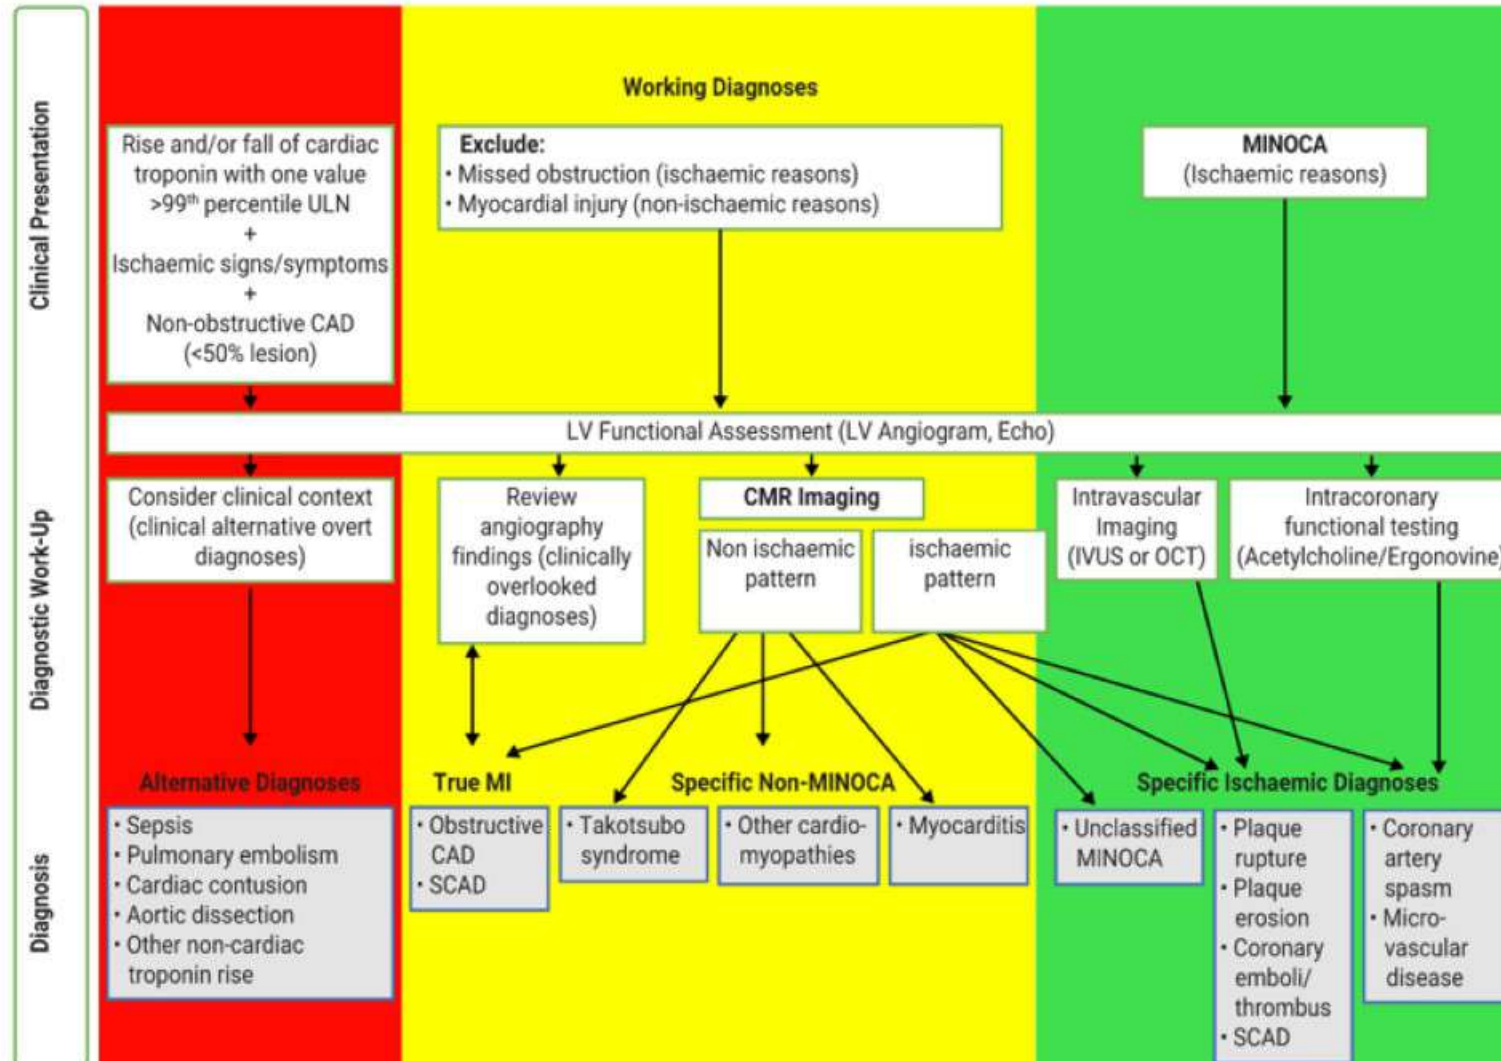 Clinical Presentation
Working Diagnoses
Rise and/or fall of cardiac
troponin with one value
>99th percentile ULN
+
Ischaemic signs/symptoms
+
Non-obstructive CAD
(<50% lesion)
Exclude:
• Missed obstruction (ischaemic reasons)
• Myocardial injury (non-ischaemic reasons)
MINOCA
(Ischaemic reasons)
LV Functional Assessment (LV Angiogram, Echo)
Diagnostic Work-Up
Consider clinical context
(clinical alternative overt
diagnoses)
Review
angiography
findings (clinically
overlooked
diagnoses)
CMR Imaging
Non ischaemic
pattern
ischaemic
pattern
Intravascular
Imaging
(IVUS or OCT)
Intracoronary
functional testing
(Acetylcholine/Ergonovine)
Diagnosis
Alternative Diagnoses
• Sepsis
• Pulmonary embolism
• Cardiac contusion
• Aortic dissection
• Other non-cardiac
troponin rise
True MI
• Obstructive
CAD
• SCAD
Specific Non-MINOCA
• Takotsubo
syndrome
• Other cardio-
myopathies
• Myocarditis
Specific Ischaemic Diagnoses
• Unclassified
MINOCA
• Plaque
rupture
• Plaque
erosion
• Coronary
emboli/
thrombus
• SCAD
• Coronary
artery
spasm
• Micro-
vascular
disease